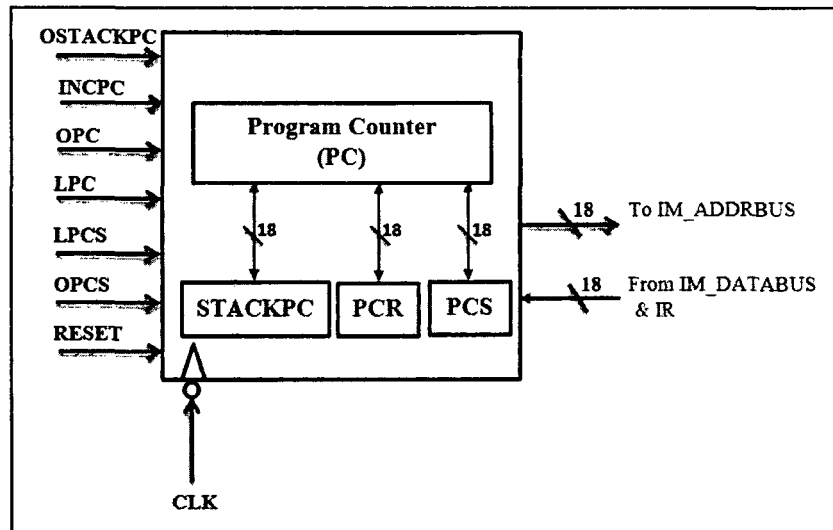 OSTACKPC
INCPC
OPC
LPC
LPCS
OPCS
RESET
Program Counter
(PC)
18
18
18
STACKPC
PCR
PCS
18
To IM_ADDRBUS
18
From IM_DATABUS
& IR
CLK